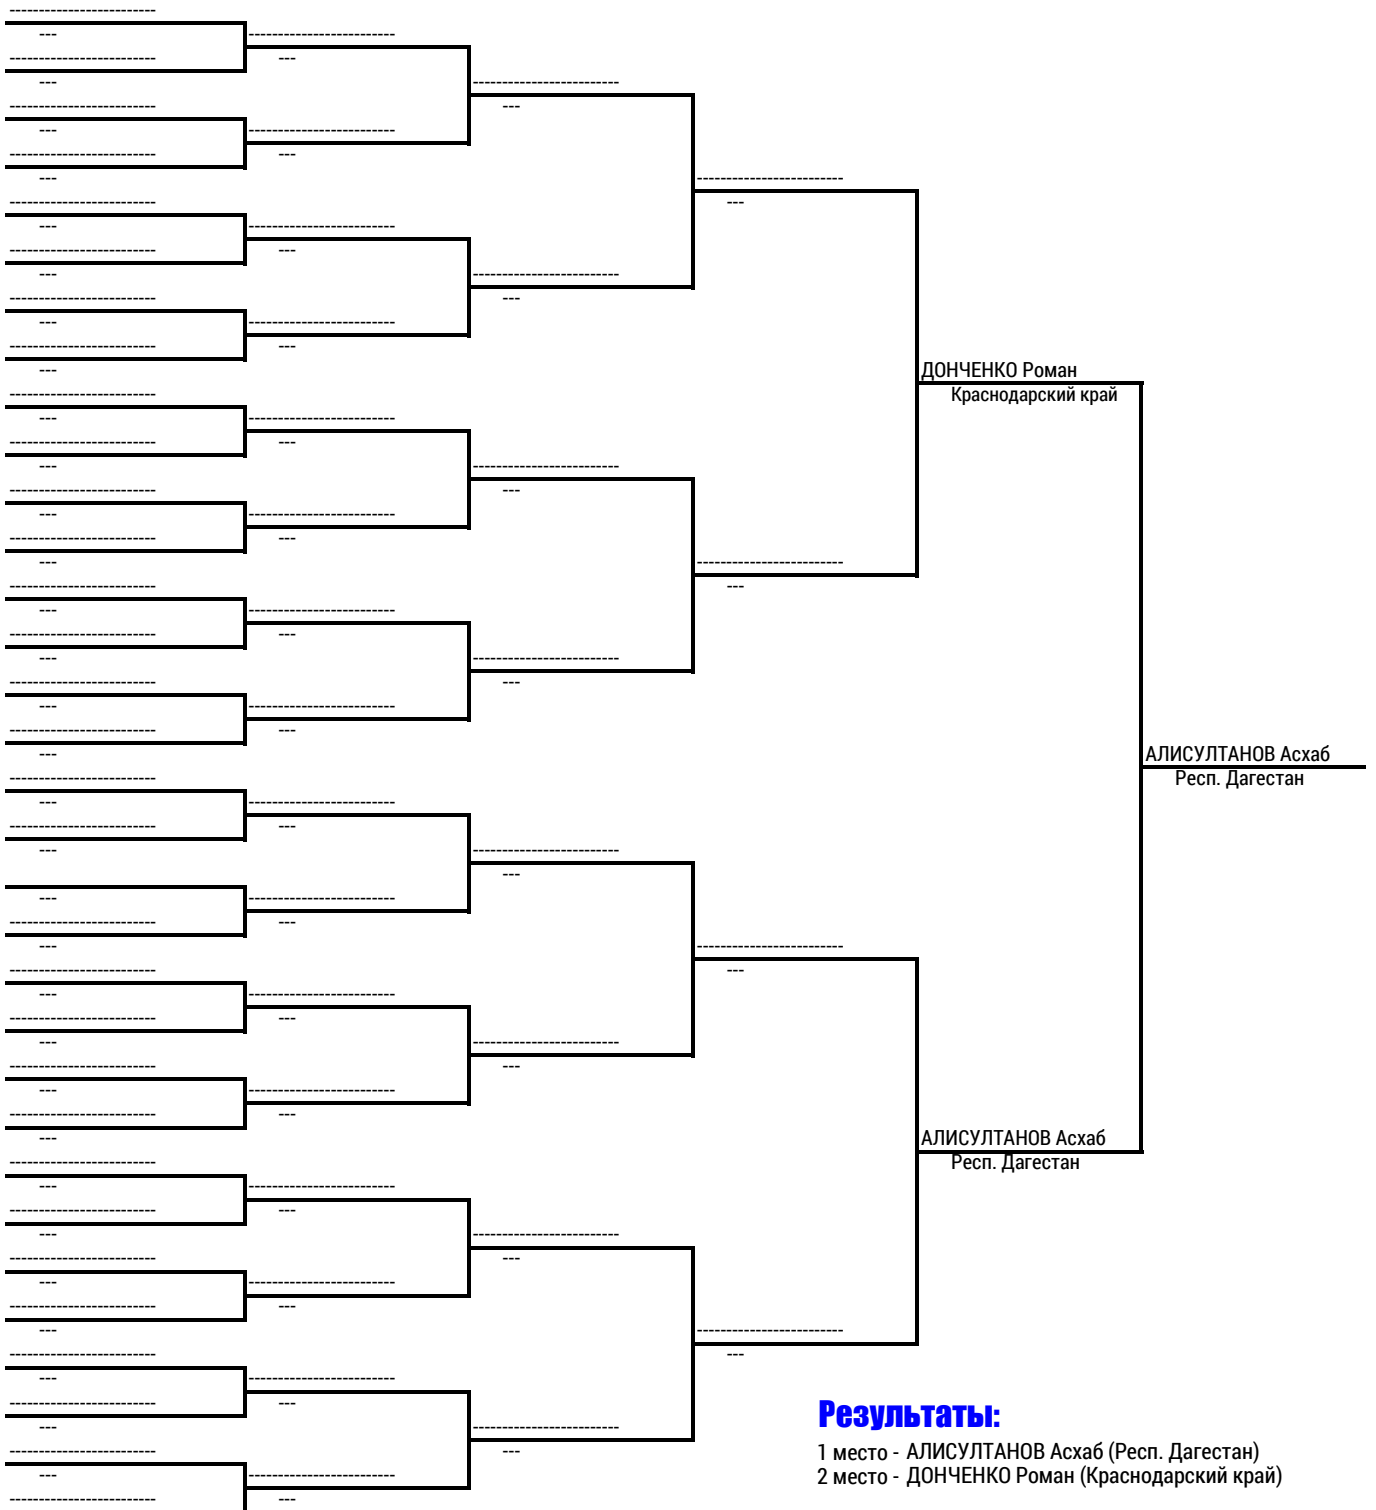 ДОНЧЕНКО Роман
Краснодарский край
АЛИСУЛТАНОВ Асхаб
Респ. Дагестан
АЛИСУЛТАНОВ Асхаб
Респ. Дагестан
Результаты:
1 место - АЛИСУЛТАНОВ Асхаб (Респ. Дагестан)
2 место - ДОНЧЕНКО Роман (Краснодарский край)